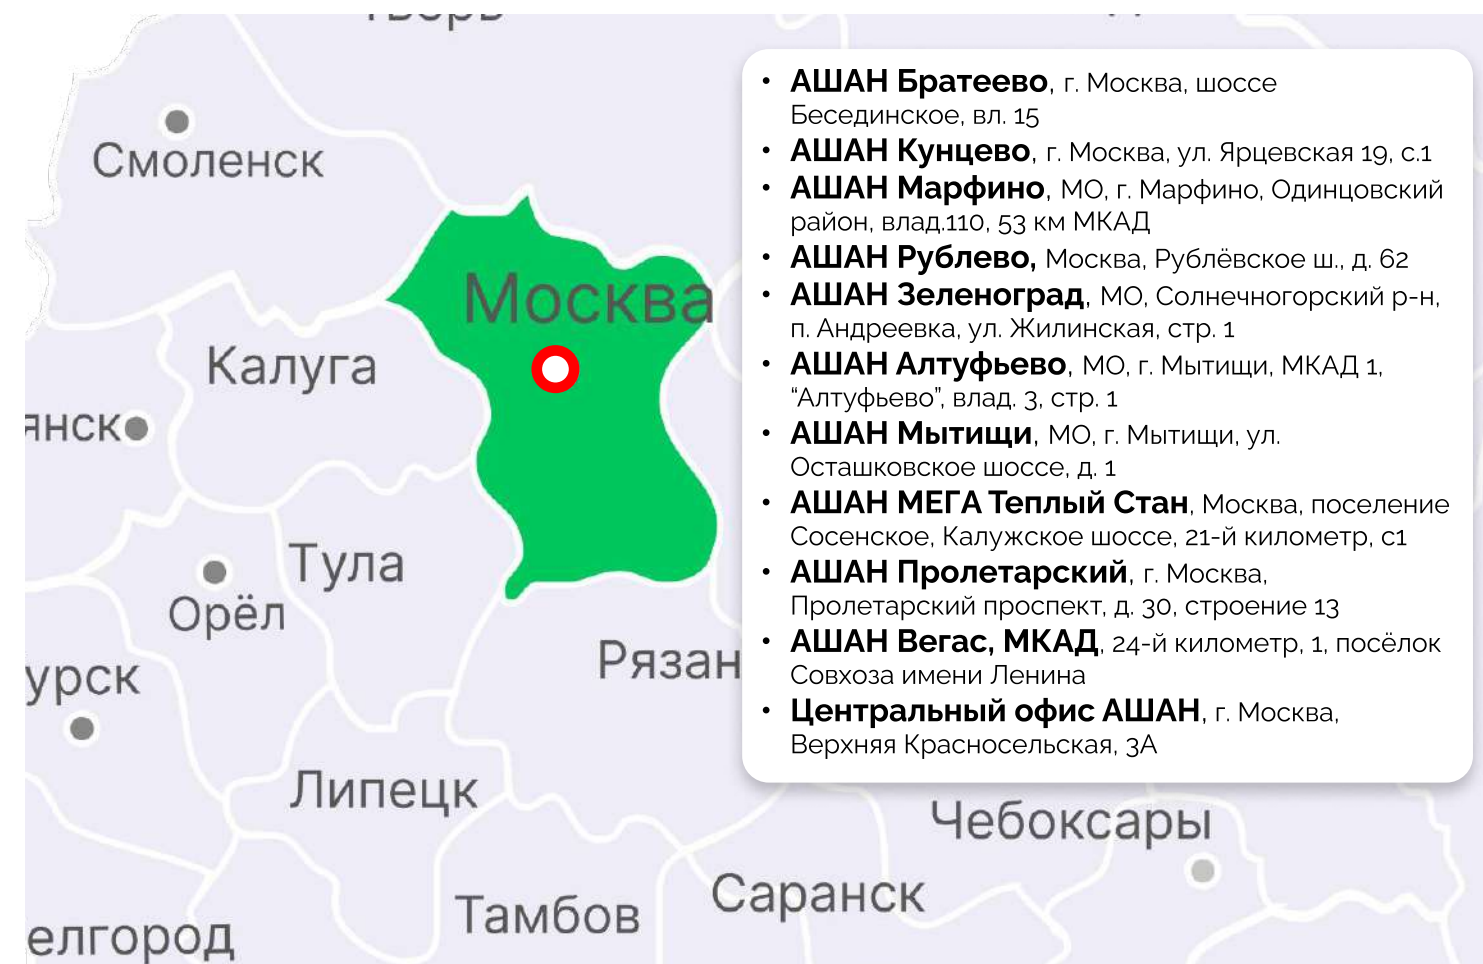 Смоленск
Москва
Калуга
янск
Тула
Орёл
Рязан
урск
Липецк
Чебоксары
Саранск
Тамбов
елгород
• АШАН Братеево, г. Москва, шоссе
Бесединское, вл. 15
• АШАН Кунцево, г. Москва, ул. Ярцевская 19, с.1
• АШАН Марфино, МО, г. Марфино, Одинцовский
район, влад.110, 53 км МКАД
• АШАН Рублево, Москва, Рублёвское ш., д. 62
• АШАН Зеленоград, МО, Солнечногорский р-н,
п. Андреевка, ул. Жилинская, стр. 1
• АШАН Алтуфьево, МО, г. Мытищи, МКАД 1,
“Алтуфьево”, влад. 3, стр. 1
• АШАН Мытищи, МО, г. Мытищи, ул.
Осташковское шоссе, д. 1
• АШАН МЕГА Теплый Стан, Москва, поселение
Сосенское, Калужское шоссе, 21-й километр, с1
• АШАН Пролетарский, г. Москва,
Пролетарский проспект, д. 30, строение 13
• АШАН Вегас, МКАД, 24-й километр, 1, посёлок
Совхоза имени Ленина
• Центральный офис АШАН, г. Москва,
Верхняя Красносельская, 3А